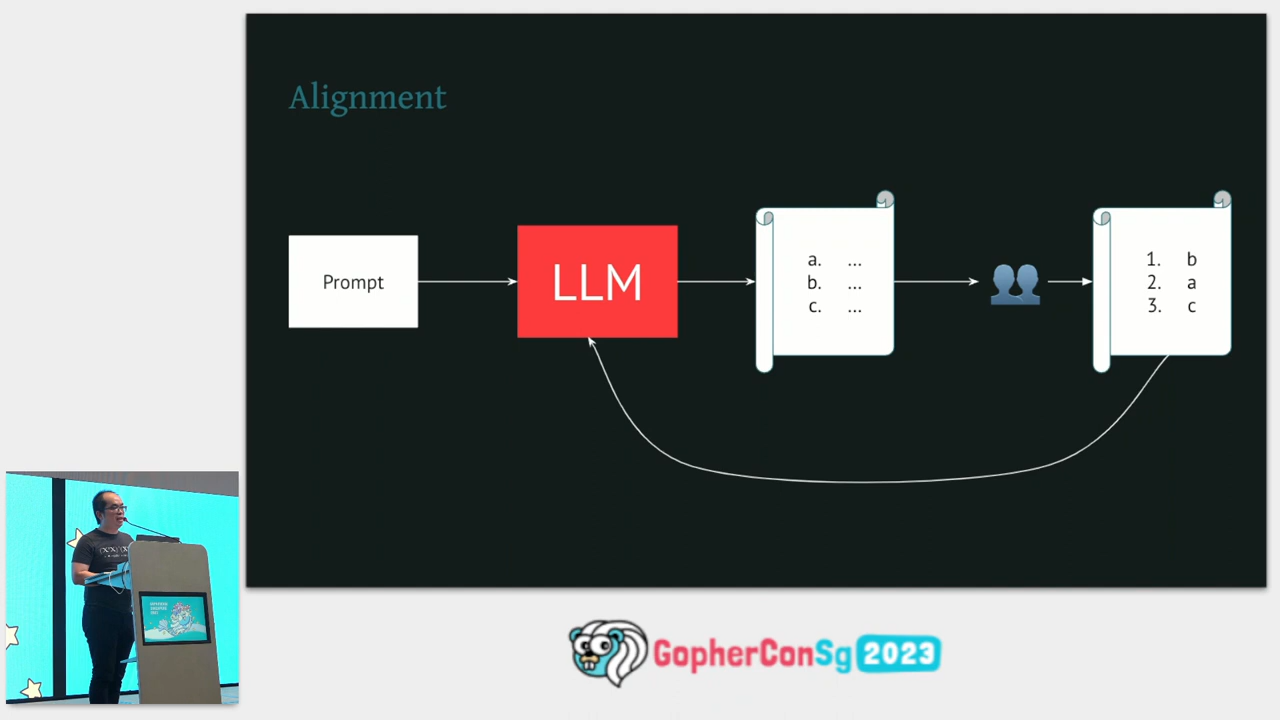 Alignment
Prompt
LLM
a. ...
b. ...
c. ...
1. b
2. a
3. c
GopherConSg 2023